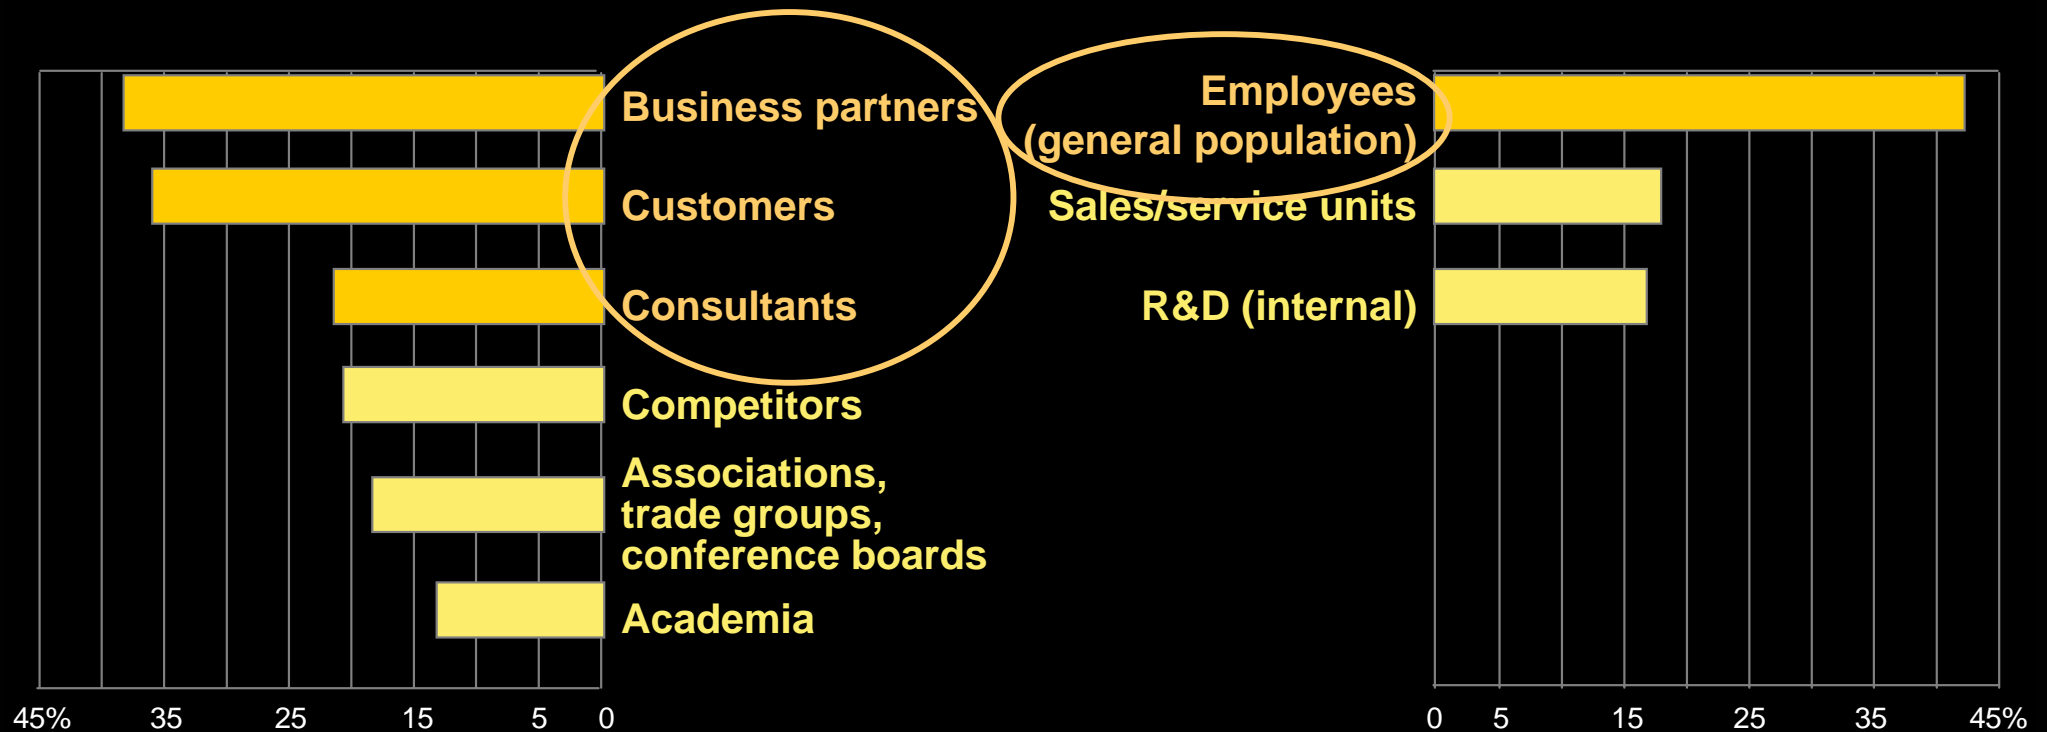 Business partners
Customers
Consultants
Competitors
Associations,
trade groups,
conference boards
Academia
45% 35 25 15 5 0
Employees
(general population)
Sales/service units
R&D (internal)
0 5 15 25 35 45%